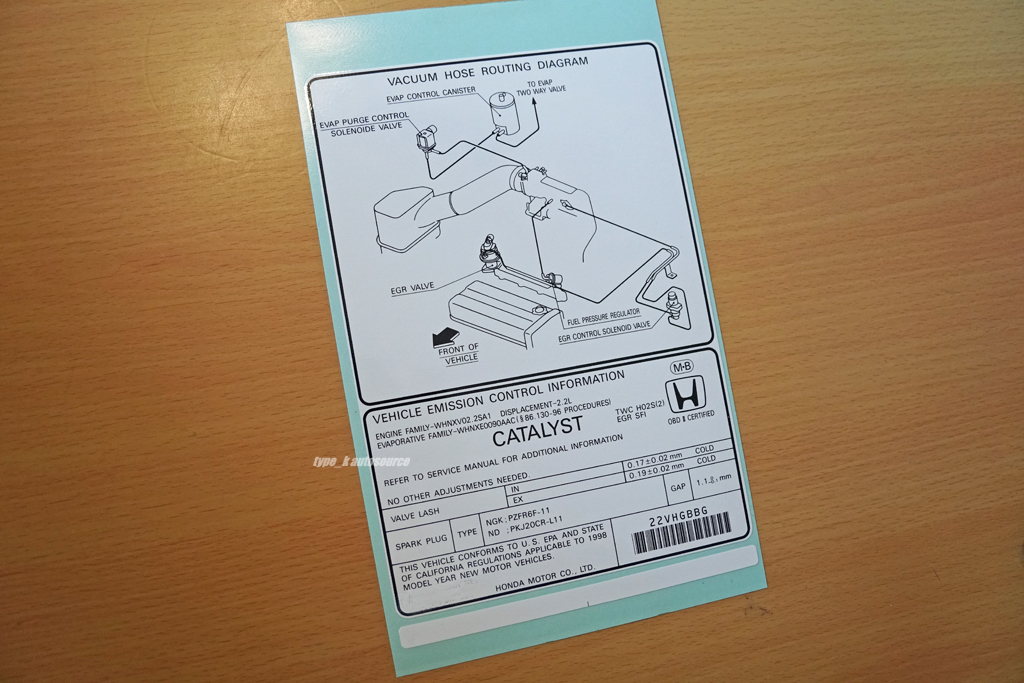 VACUUM HOSE ROUTING DIAGRAM
EVAP CONTROL CANISTER
TO EVAP
TWO WAY VALVE
EVAP PURGE CONTROL
SOLENOIDE VALVE
EGR VALVE
FUEL PRESSURE REGULATOR
EGR CONTROL SOLENOID VALVE
FRONT OF
VEHICLE
VEHICLE EMISSION CONTROL INFORMATION
M-B
ENGINE FAMILY-WHNXV02.2SA1 DISPLACEMENT-2.2L
EVAPORATIVE FAMILY-WHNXE0090AAC(§86.130-96 PROCEDURES)
TWC HO2S(2)
EGR SFI
OBD II CERTIFIED
CATALYST
REFER TO SERVICE MANUAL FOR ADDITIONAL INFORMATION
NO OTHER ADJUSTMENTS NEEDED.
VALVE LASH
IN 0.17±0.02 mm COLD
EX 0.19±0.02 mm COLD
SPARK PLUG TYPE
NGK: PZFR6F-11
ND : PKJ20CR-L11
GAP 1.1 mm
THIS VEHICLE CONFORMS TO U.S. EPA AND STATE
OF CALIFORNIA REGULATIONS APPLICABLE TO 1998
MODEL YEAR NEW MOTOR VEHICLES.
HONDA MOTOR CO., LTD.
22VHGBBG
type_k autosource